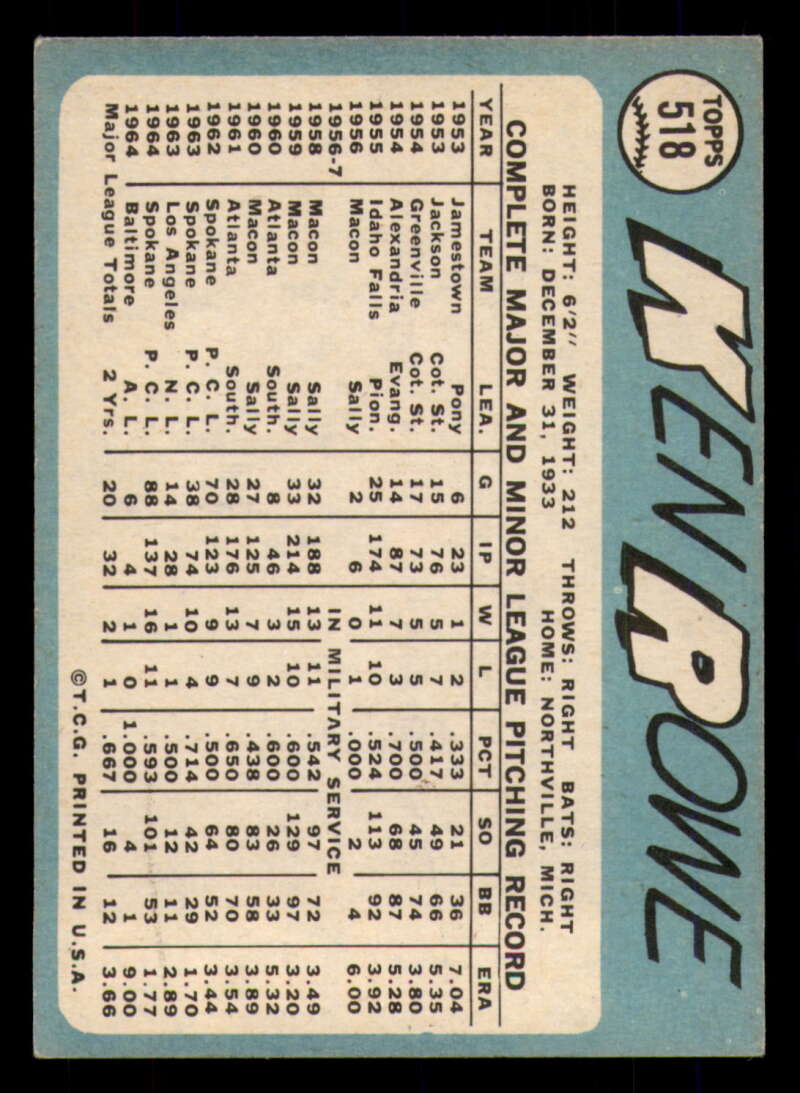 TOPPS
518
KEN ROWE
HEIGHT: 6'2" WEIGHT: 212 THROWS: RIGHT BATS: RIGHT
BORN: DECEMBER 31, 1933 HOME: NORTHVILLE, MICH.
COMPLETE MAJOR AND MINOR LEAGUE PITCHING RECORD
YEAR TEAM LEA. G IP W L PCT SO BB ERA
1953 Jamestown Pony 6 23 1 2 .333 21 36 7.04
1953 Jackson Cot. St. 15 76 5 7 .417 49 66 5.35
1954 Greenville Cot. St. 17 73 5 5 .500 45 74 3.80
1954 Alexandria Evang. 14 87 7 3 .700 68 87 5.28
1955 Idaho Falls Pion. 25 174 11 10 .524 113 92 3.92
1956 Macon Sally 2 6 0 1 .000 2 4 6.00
1956-7 IN MILITARY SERVICE
1958 Macon Sally 32 188 13 11 .542 97 72 3.49
1959 Macon Sally 33 214 15 10 .600 129 97 3.20
1960 Atlanta South. 8 46 3 2 .600 26 33 5.32
1960 Macon Sally 27 125 7 9 .438 83 58 3.89
1961 Atlanta South. 28 176 13 7 .650 80 70 3.54
1962 Spokane P. C. L. 70 123 9 9 .500 64 52 3.44
1963 Spokane P. C. L. 38 74 10 4 .714 42 29 1.70
1963 Los Angeles N. L. 14 28 1 1 .500 12 11 2.89
1964 Spokane P. C. L. 88 137 16 11 .593 101 53 1.77
1964 Baltimore A. L. 6 4 1 0 1.000 4 1 9.00
Major League Totals 2 Yrs. 20 32 2 1 .667 16 12 3.66
©T.C.G. PRINTED IN U.S.A.